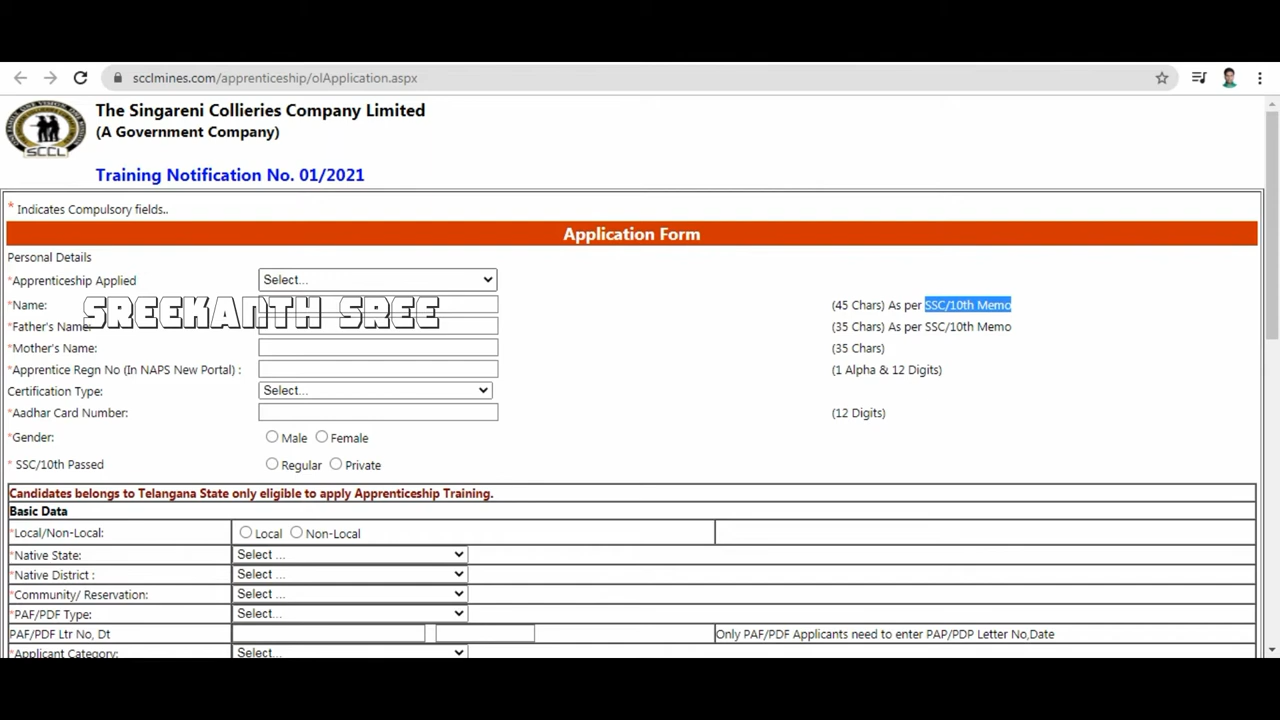 scclmines.com/apprenticeship/olApplication.aspx
The Singareni Collieries Company Limited
(A Government Company)
SCCL
Training Notification No. 01/2021
* Indicates Compulsory fields..
Application Form
Personal Details
*Apprenticeship Applied Select...
*Name: (45 Chars) As per SSC/10th Memo
SREEKANTH SREE
*Father's Name: (35 Chars) As per SSC/10th Memo
*Mother's Name: (35 Chars)
*Apprentice Regn No (In NAPS New Portal) : (1 Alpha & 12 Digits)
Certification Type: Select...
*Aadhar Card Number: (12 Digits)
*Gender: Male Female
* SSC/10th Passed Regular Private
Candidates belongs to Telangana State only eligible to apply Apprenticeship Training.
Basic Data
*Local/Non-Local: Local Non-Local
*Native State: Select ...
*Native District : Select ...
*Community/ Reservation: Select ...
*PAF/PDF Type: Select...
PAF/PDF Ltr No, Dt Only PAF/PDF Applicants need to enter PAP/PDP Letter No,Date
*Applicant Category: Select...